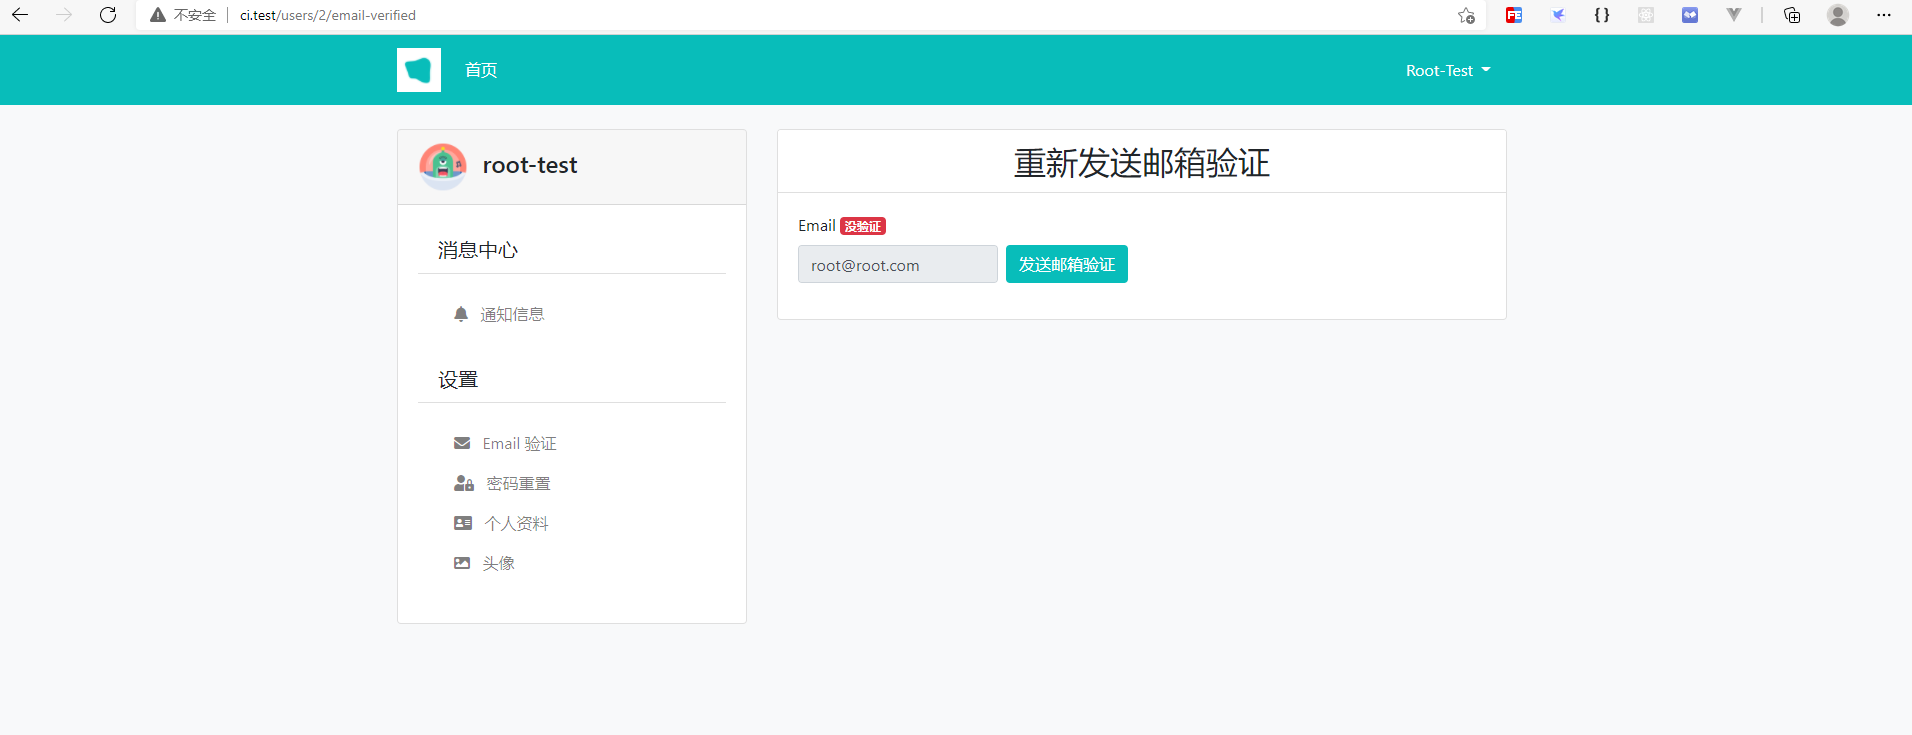 不安全 ci.test/users/2/email-verified
首页
Root-Test
root-test
消息中心
通知信息
设置
Email 验证
密码重置
个人资料
头像
重新发送邮箱验证
Email 没验证
root@root.com 发送邮箱验证